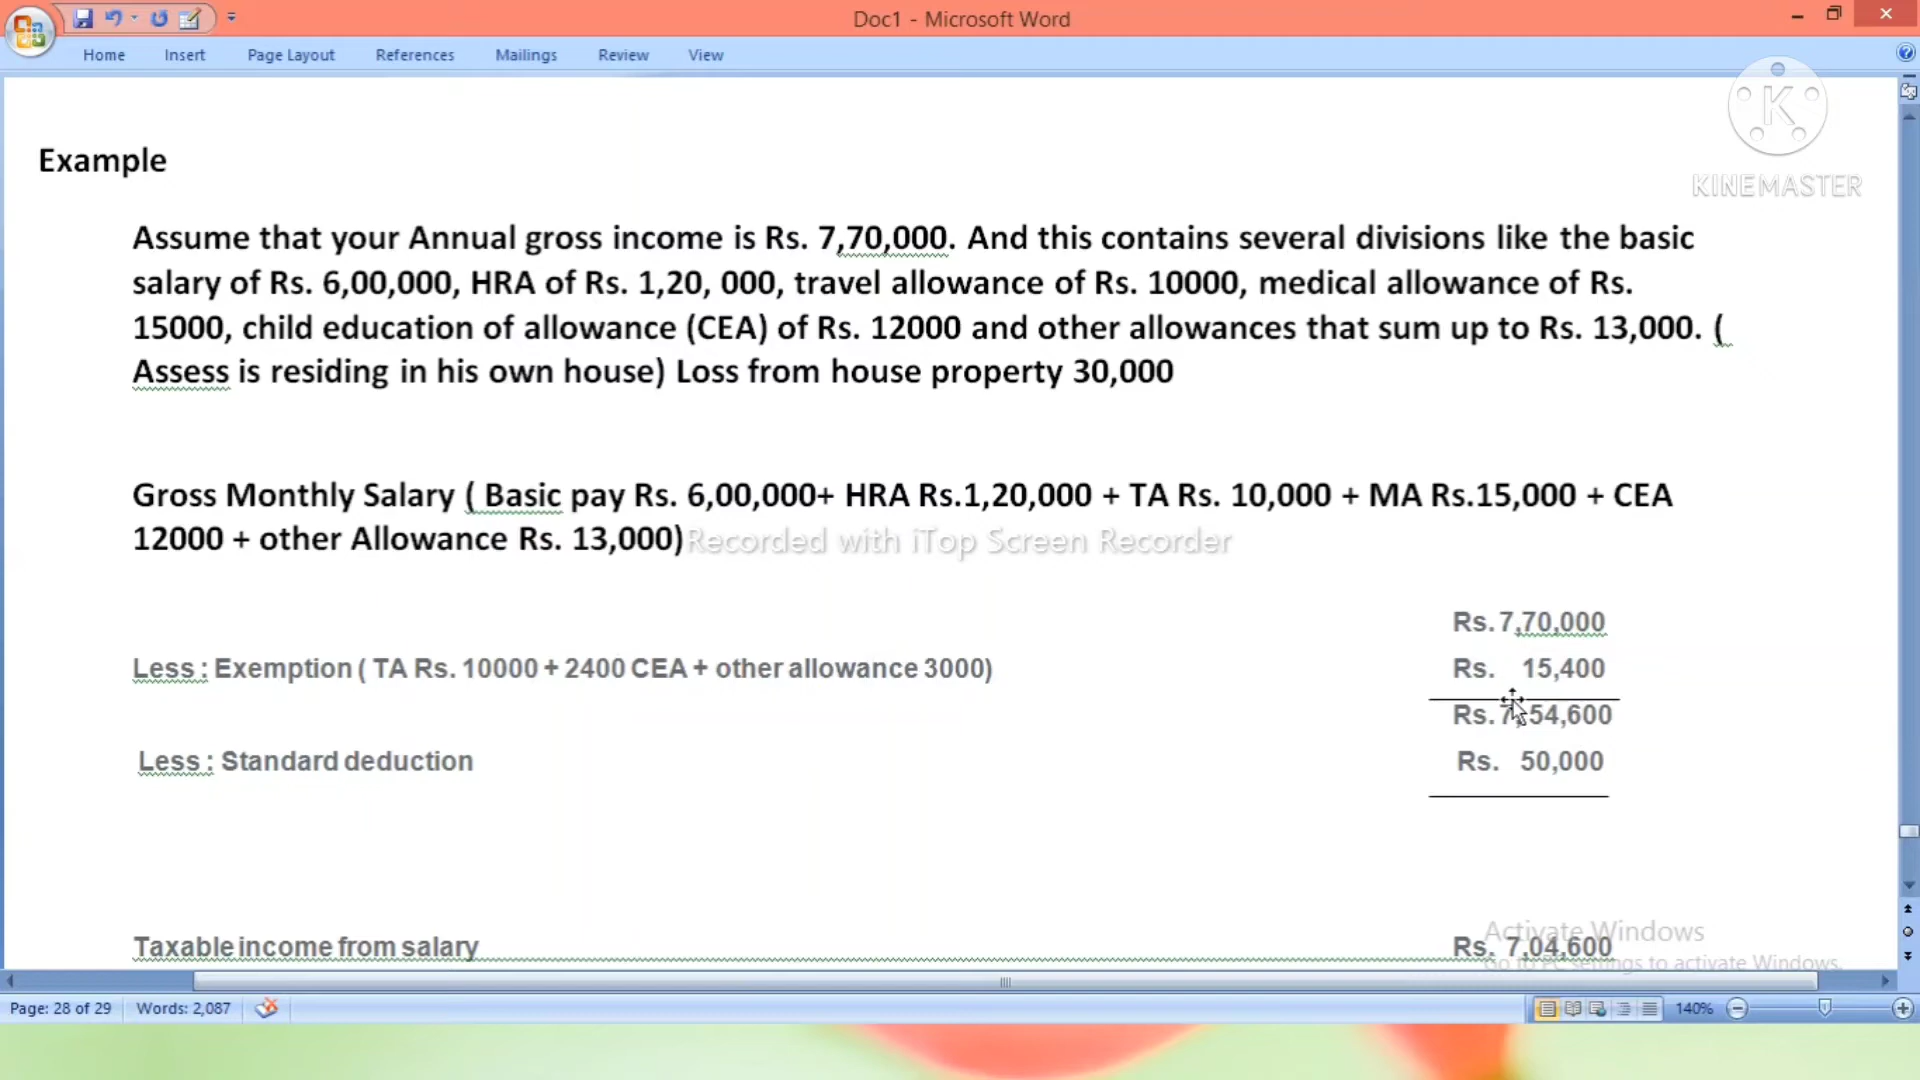 Doc1 - Microsoft Word
Home Insert Page Layout References Mailings Review View
K
KINEMASTER
Example
Assume that your Annual gross income is Rs. 7,70,000. And this contains several divisions like the basic
salary of Rs. 6,00,000, HRA of Rs. 1,20, 000, travel allowance of Rs. 10000, medical allowance of Rs.
15000, child education of allowance (CEA) of Rs. 12000 and other allowances that sum up to Rs. 13,000. (
Assess is residing in his own house) Loss from house property 30,000
Gross Monthly Salary ( Basic pay Rs. 6,00,000+ HRA Rs.1,20,000 + TA Rs. 10,000 + MA Rs.15,000 + CEA
12000 + other Allowance Rs. 13,000)
Recorded with iTop Screen Recorder
Rs. 7,70,000
Less : Exemption ( TA Rs. 10000 + 2400 CEA + other allowance 3000) Rs. 15,400
Rs. 7,54,600
Less : Standard deduction Rs. 50,000
Activate Windows
Taxable income from salary Rs. 7,04,600
Go to PC settings to activate Windows.
Page: 28 of 29 Words: 2,087 140%